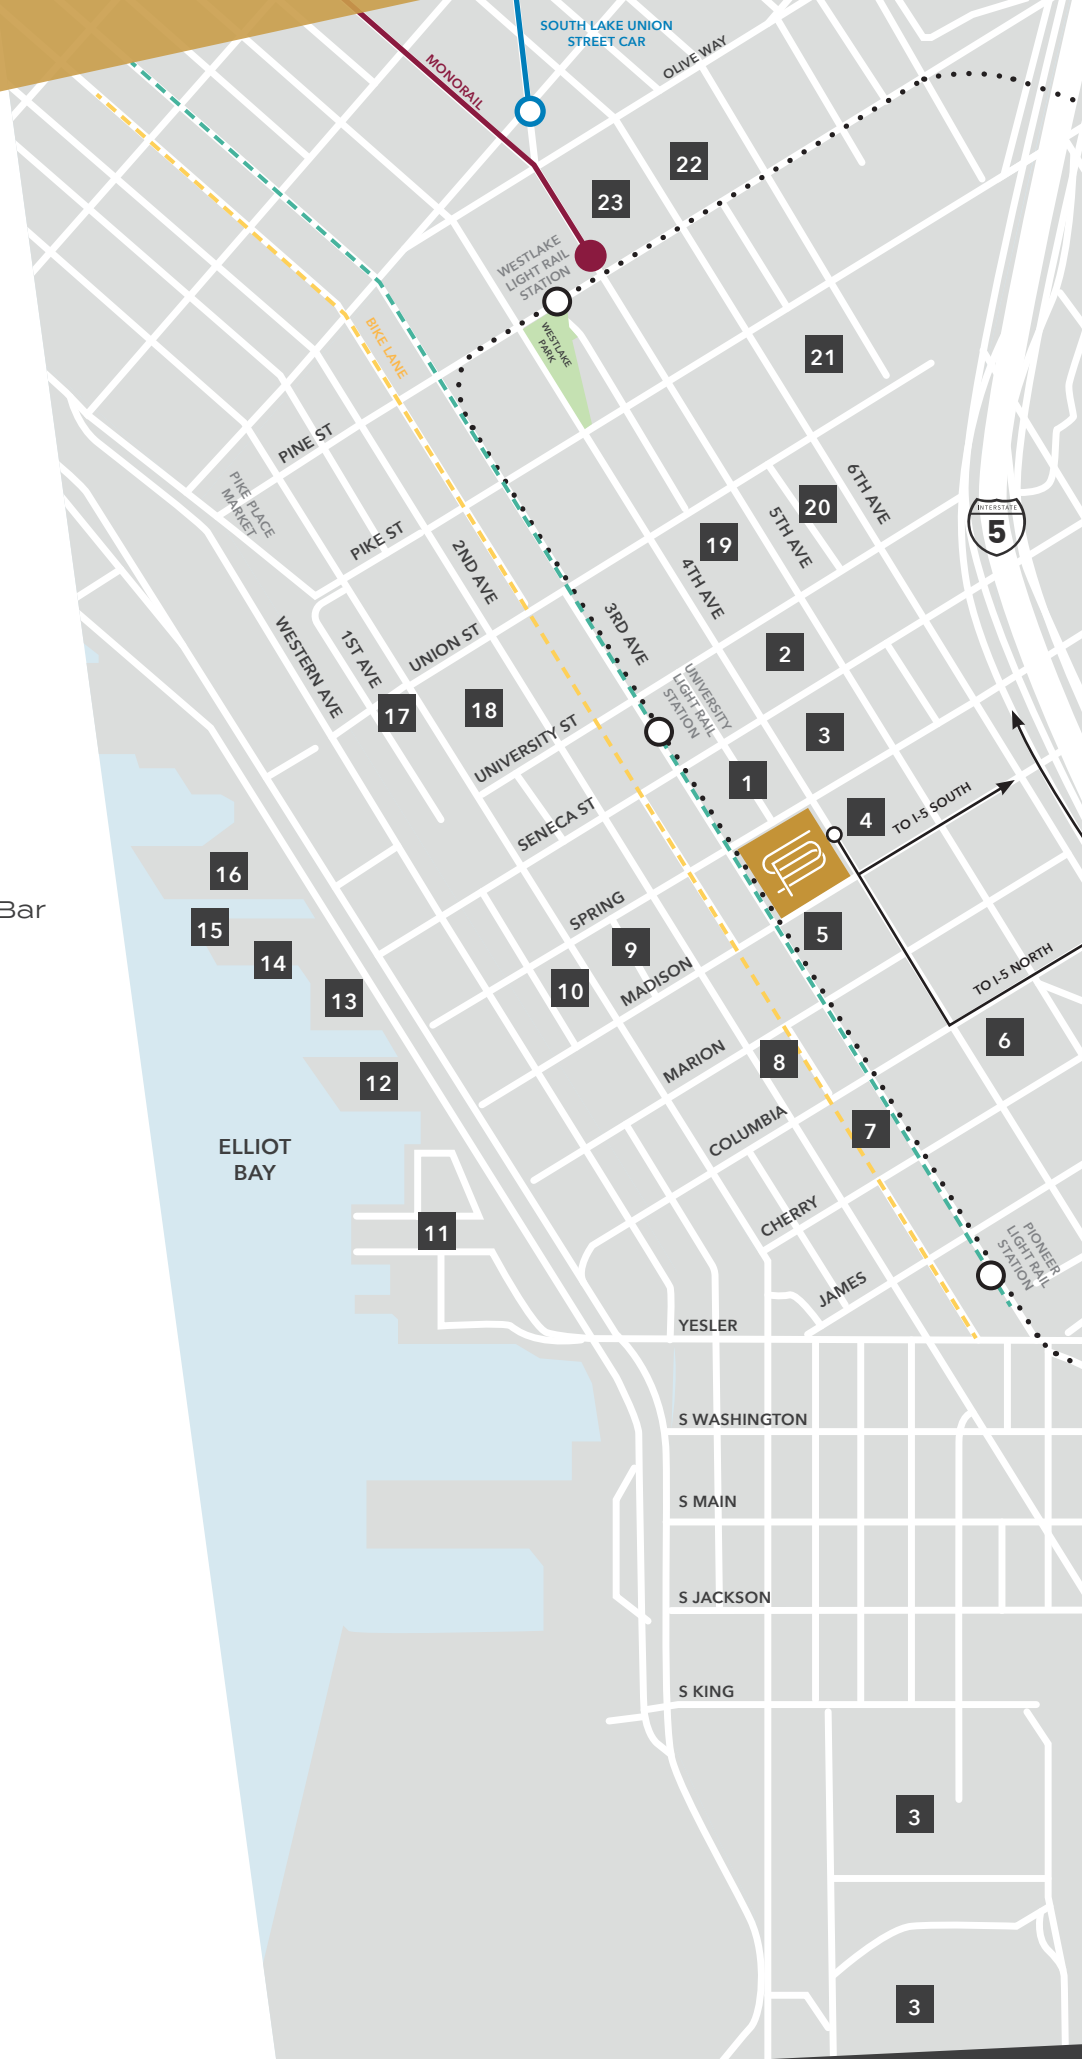 SOUTH LAKE UNION
STREET CAR
OLIVE WAY
MONORAIL
22
23
WESTLAKE
LIGHT RAIL
STATION
WESTLAKE
PARK
BIKE LANE
21
PINE ST
PIKE PLACE
MARKET
6TH AVE
20
INTERSTATE
5
5TH AVE
PIKE ST
19
2ND AVE
4TH AVE
3RD AVE
WESTERN AVE
1ST AVE
UNION ST
2
UNIVERSITY
LIGHT RAIL
STATION
17
18
3
UNIVERSITY ST
1
SENECA ST
4
TO I-5 SOUTH
16
Bar
SPRING
15
5
9
14
MADISON
TO I-5 NORTH
10
13
6
MARION
8
12
COLUMBIA
7
ELLIOT
BAY
CHERRY
11
PIONEER
LIGHT RAIL
STATION
JAMES
YESLER
S WASHINGTON
S MAIN
S JACKSON
S KING
3
3